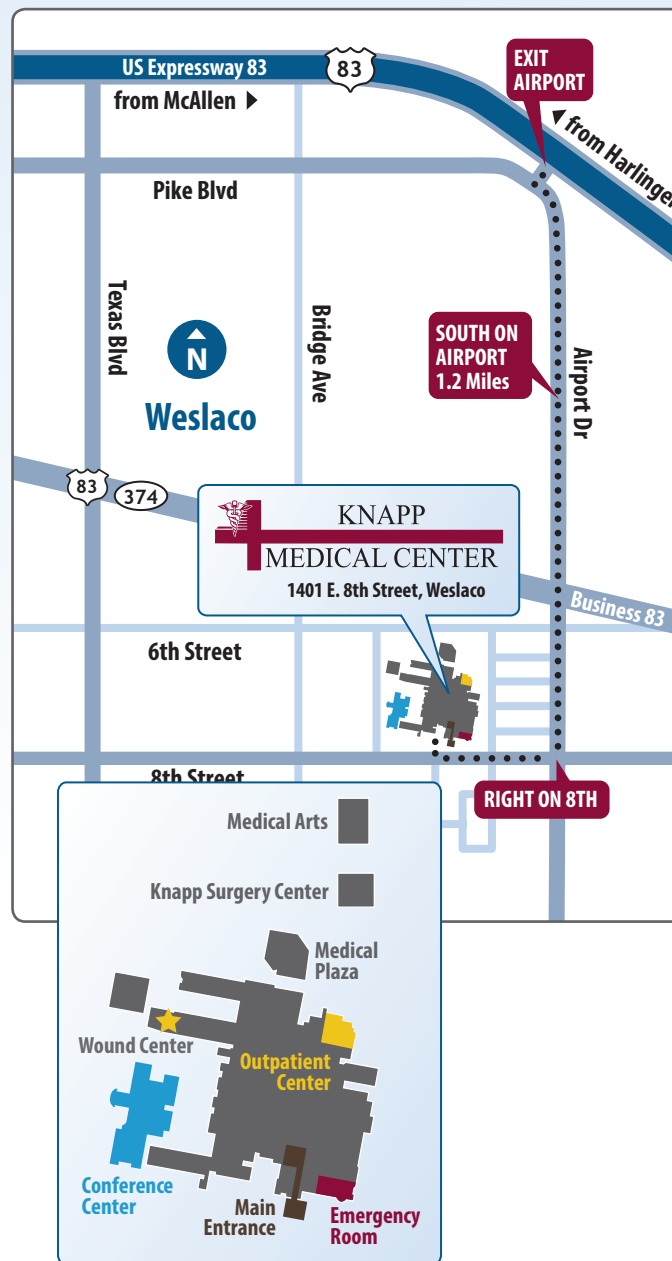 US Expressway 83
83
EXIT
AIRPORT
from McAllen
from Harlingen
Pike Blvd
Texas Blvd
Bridge Ave
N
Weslaco
SOUTH ON
AIRPORT
1.2 Miles
Airport Dr
83
374
KNAPP
MEDICAL CENTER
1401 E. 8th Street, Weslaco
Business 83
6th Street
8th Street
RIGHT ON 8TH
Medical Arts
Knapp Surgery Center
Medical
Plaza
Wound Center
Outpatient
Center
Conference
Center
Main
Entrance
Emergency
Room